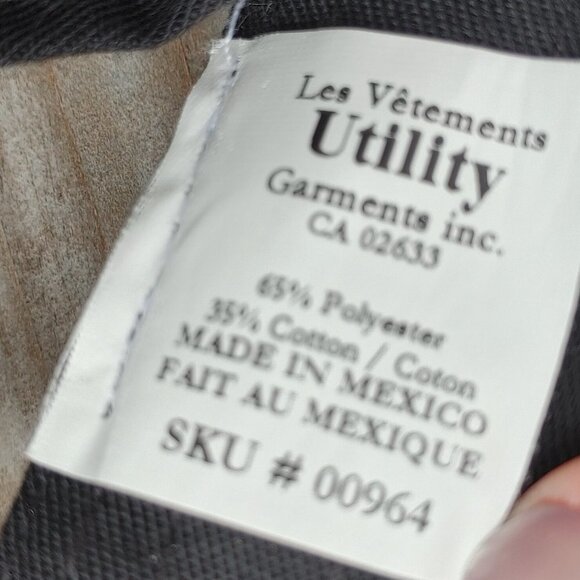 Les Vêtements
Utility
Garments inc.
CA 02633
65% Polyester
35% Cotton / Coton
MADE IN MEXICO
FAIT AU MEXIQUE
SKU # 00964